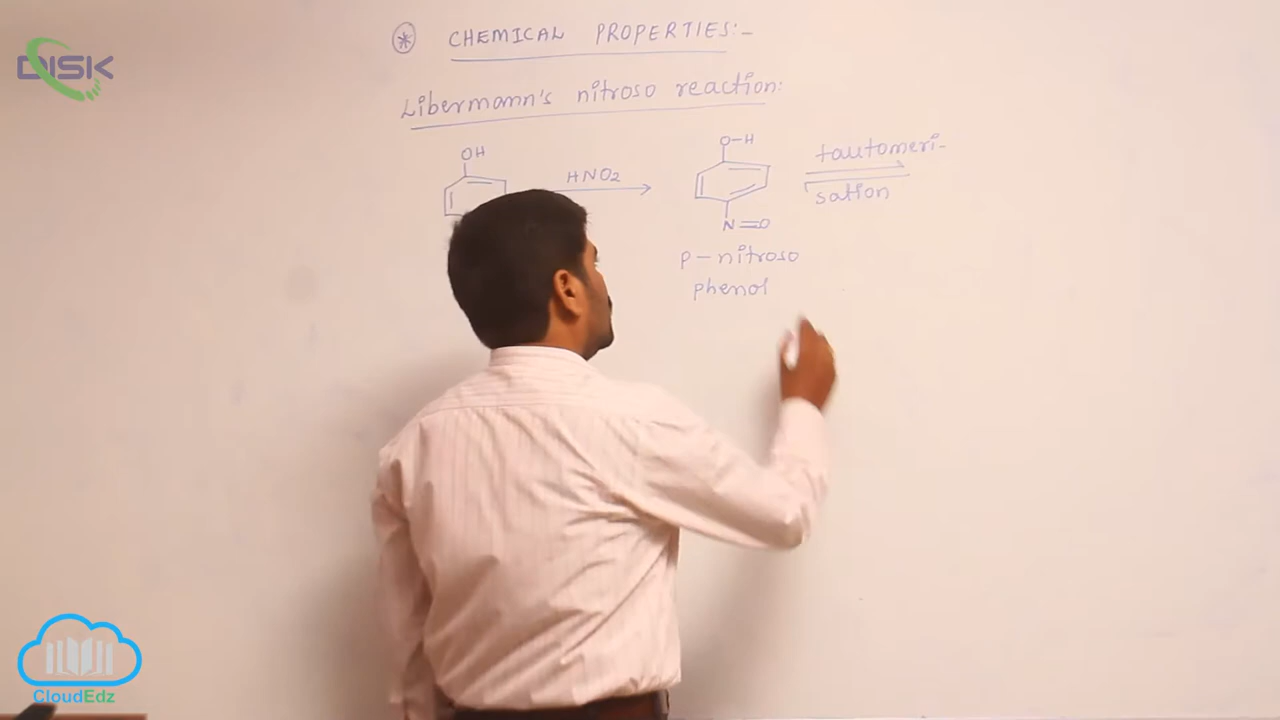 DISK
* CHEMICAL PROPERTIES:-
Libermann's nitroso reaction:
OH
HNO2
O-H
N=O
p-nitroso
phenol
tautomeri-
sation
CloudEdz